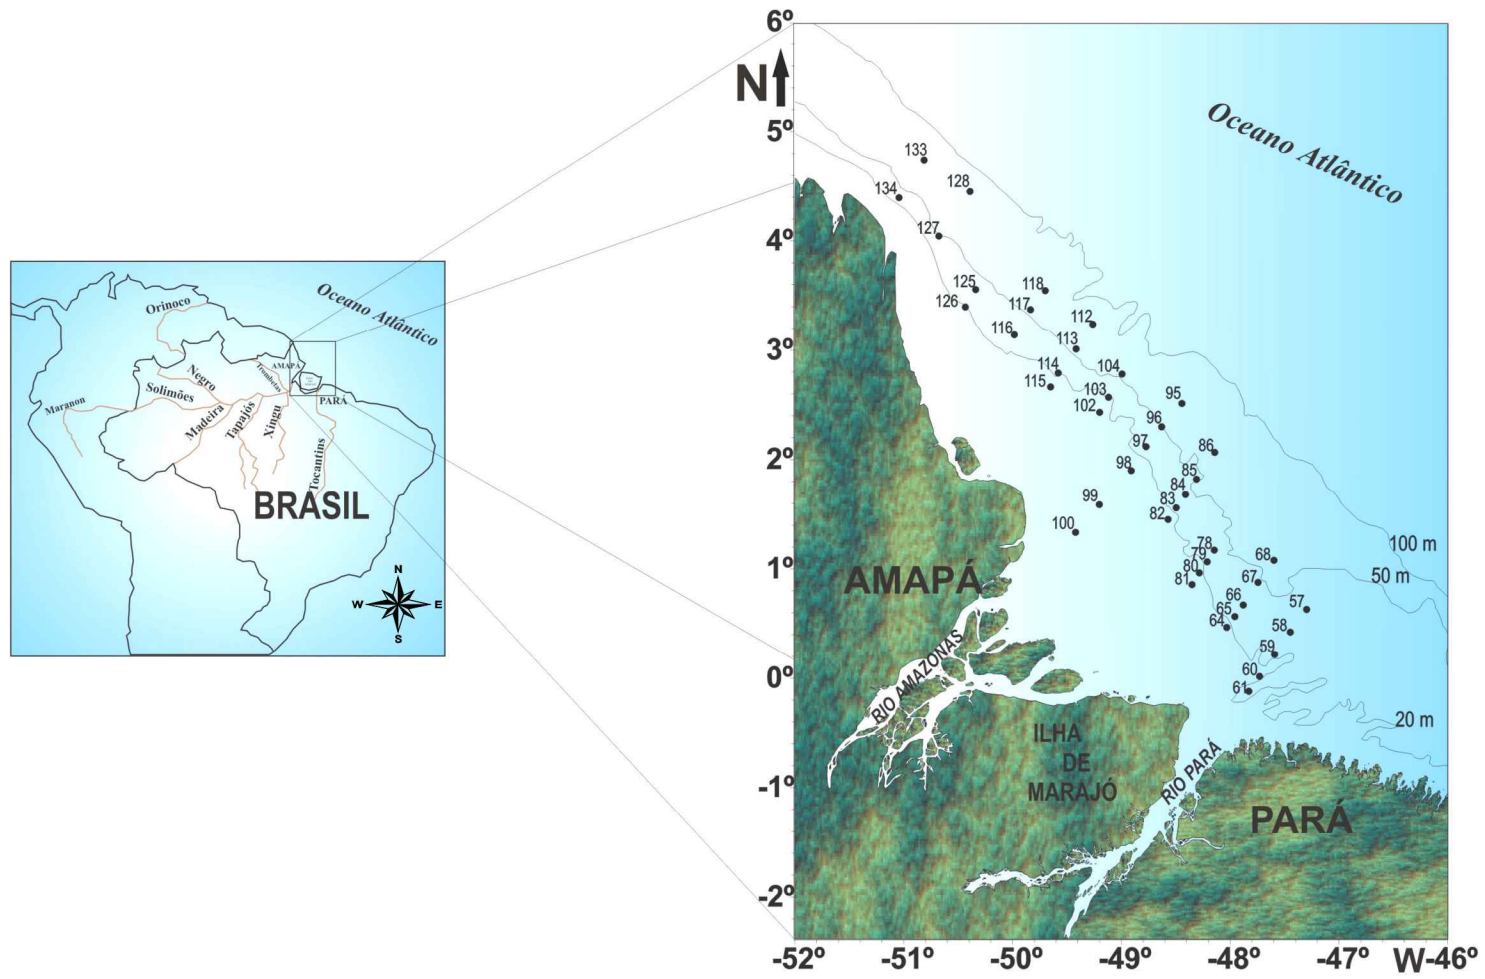 Orinoco
Oceano Atlântico
AMAPÁ
Trombetas
Negro
Solimões
PARÁ
Maranon
Madeira
Tapajós
Xingu
Tocantins
BRASIL
N
W
E
S
6º
N
5º
4º
3º
2º
1º
0º
-1º
-2º
-52º
-51º
-50º
-49º
-48º
-47º
W-46º
Oceano Atlântico
133
128
134
127
125
118
126
117
112
116
113
114
104
115
103
95
102
96
97
86
98
85
84
99
83
82
100
78
79
68
80
67
81
66
57
65
64
58
59
60
61
100 m
50 m
20 m
AMAPÁ
RIO AMAZONAS
ILHA
DE
MARAJÓ
RIO PARÁ
PARÁ